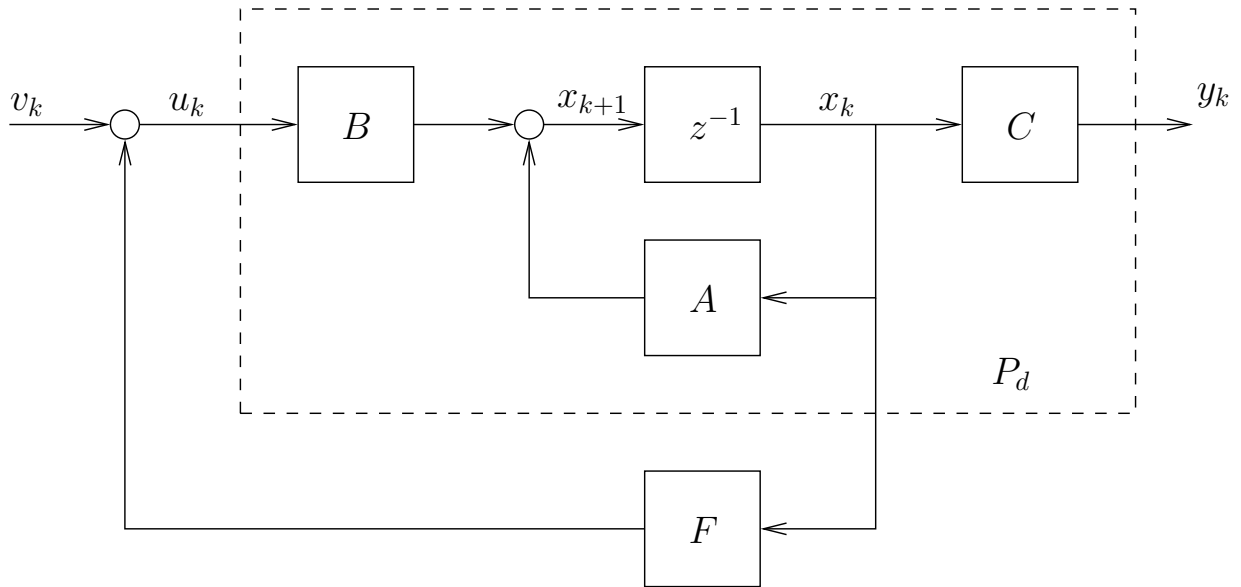 v_k
u_k
B
x_{k+1}
z^{-1}
x_k
C
y_k
A
P_d
F